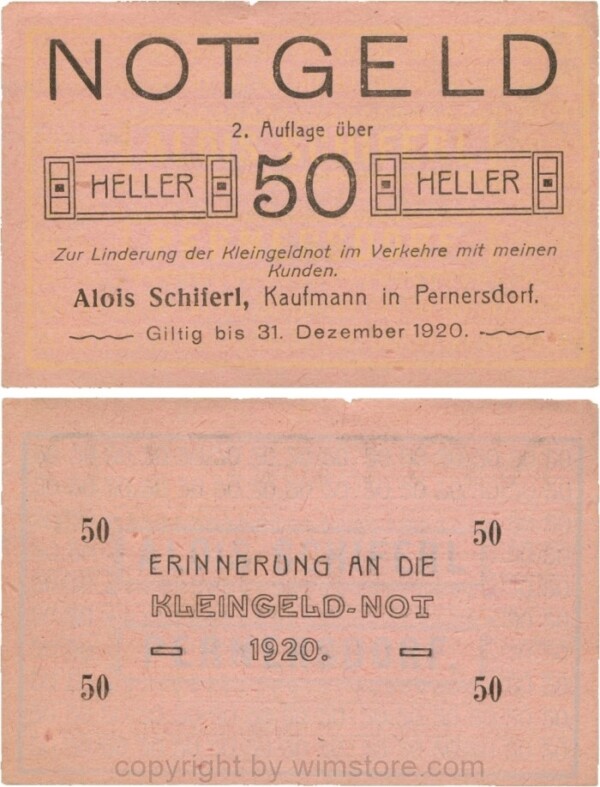 NOTGELD
2. Auflage über
HELLER 50 HELLER
Zur Linderung der Kleingeldnot im Verkehre mit meinen
Kunden.
Alois Schiferl, Kaufmann in Pernersdorf.
Giltig bis 31. Dezember 1920.
50 50
ERINNERUNG AN DIE
KLEINGELD-NOT
1920.
50 50
copyright by wimstore.com